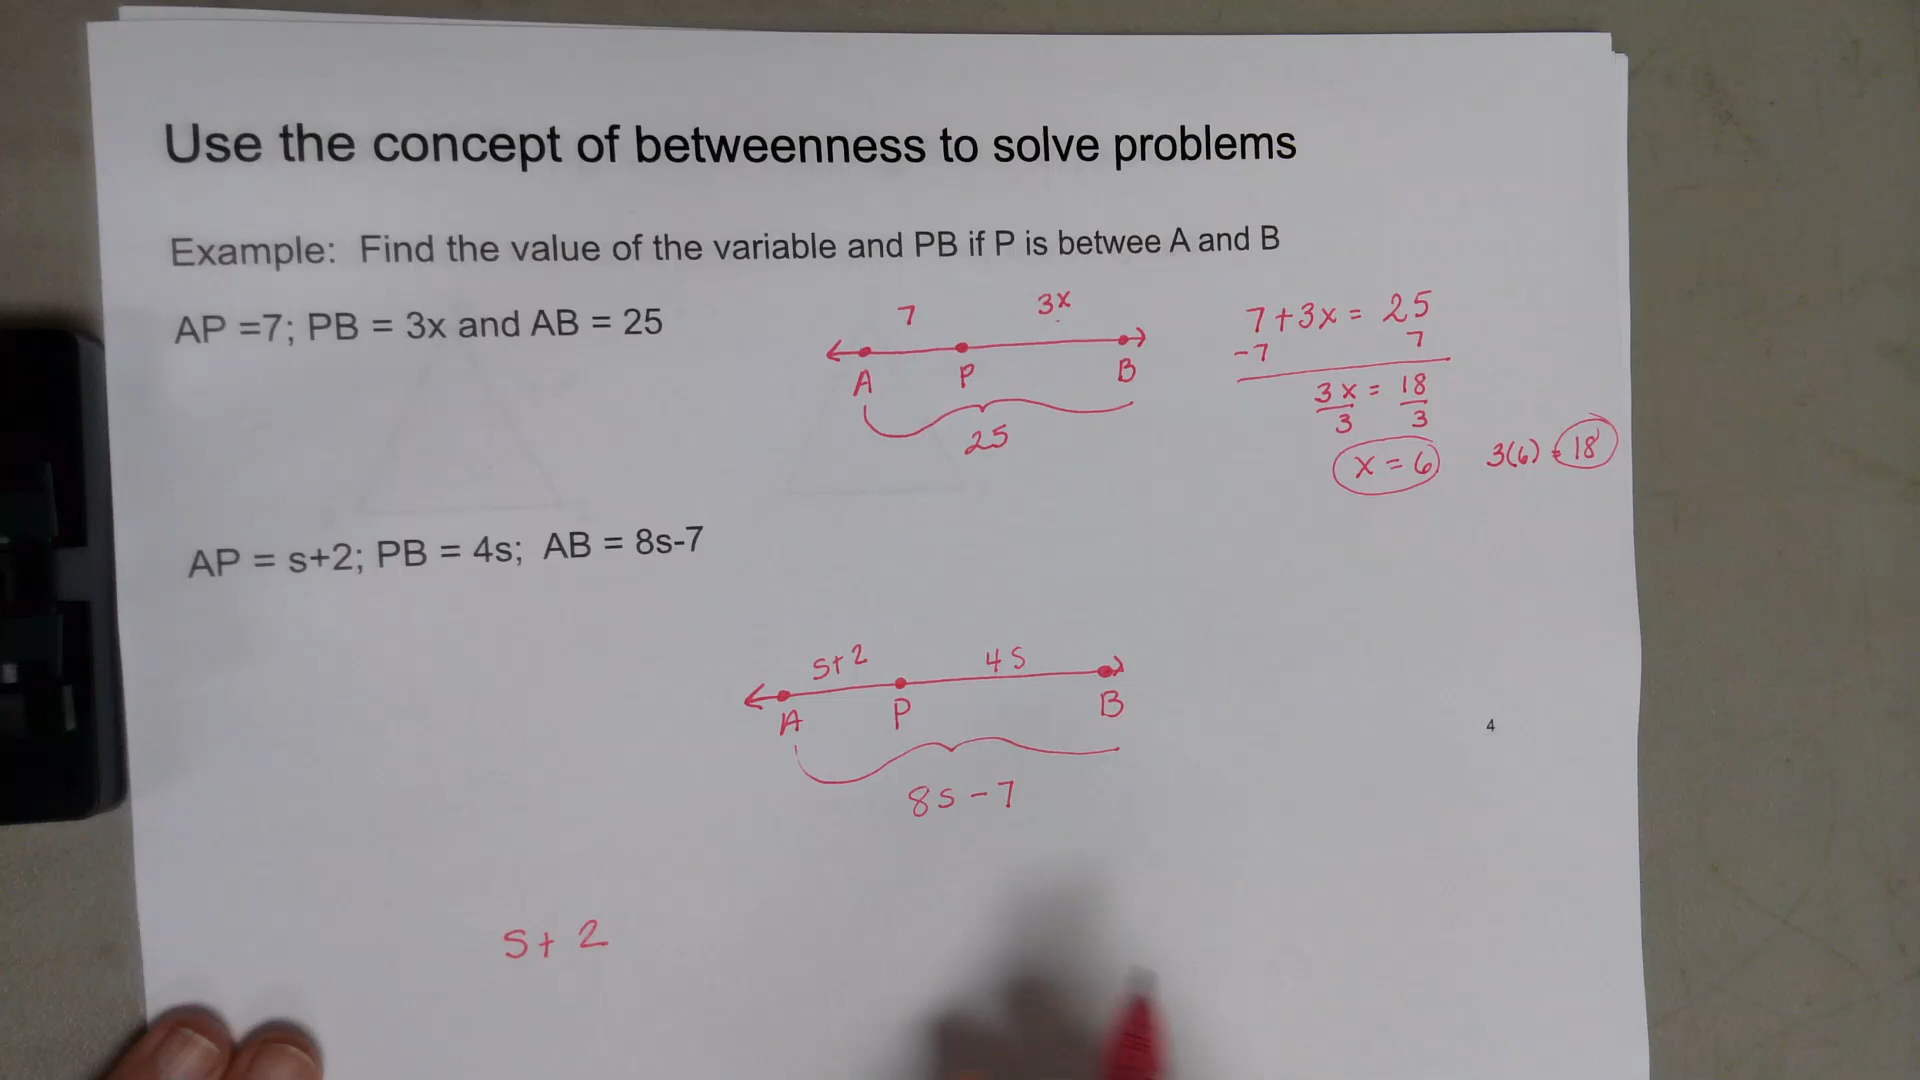 Use the concept of betweenness to solve problems
Example: Find the value of the variable and PB if P is betwee A and B
AP =7; PB = 3x and AB = 25
7 3x
A P B
25
7+3x = 25
-7 7
3x = 18
3 3
x = 6 3(6) = 18
AP = s+2; PB = 4s; AB = 8s-7
s+2 4s
A P B
8s-7
4
s+ 2